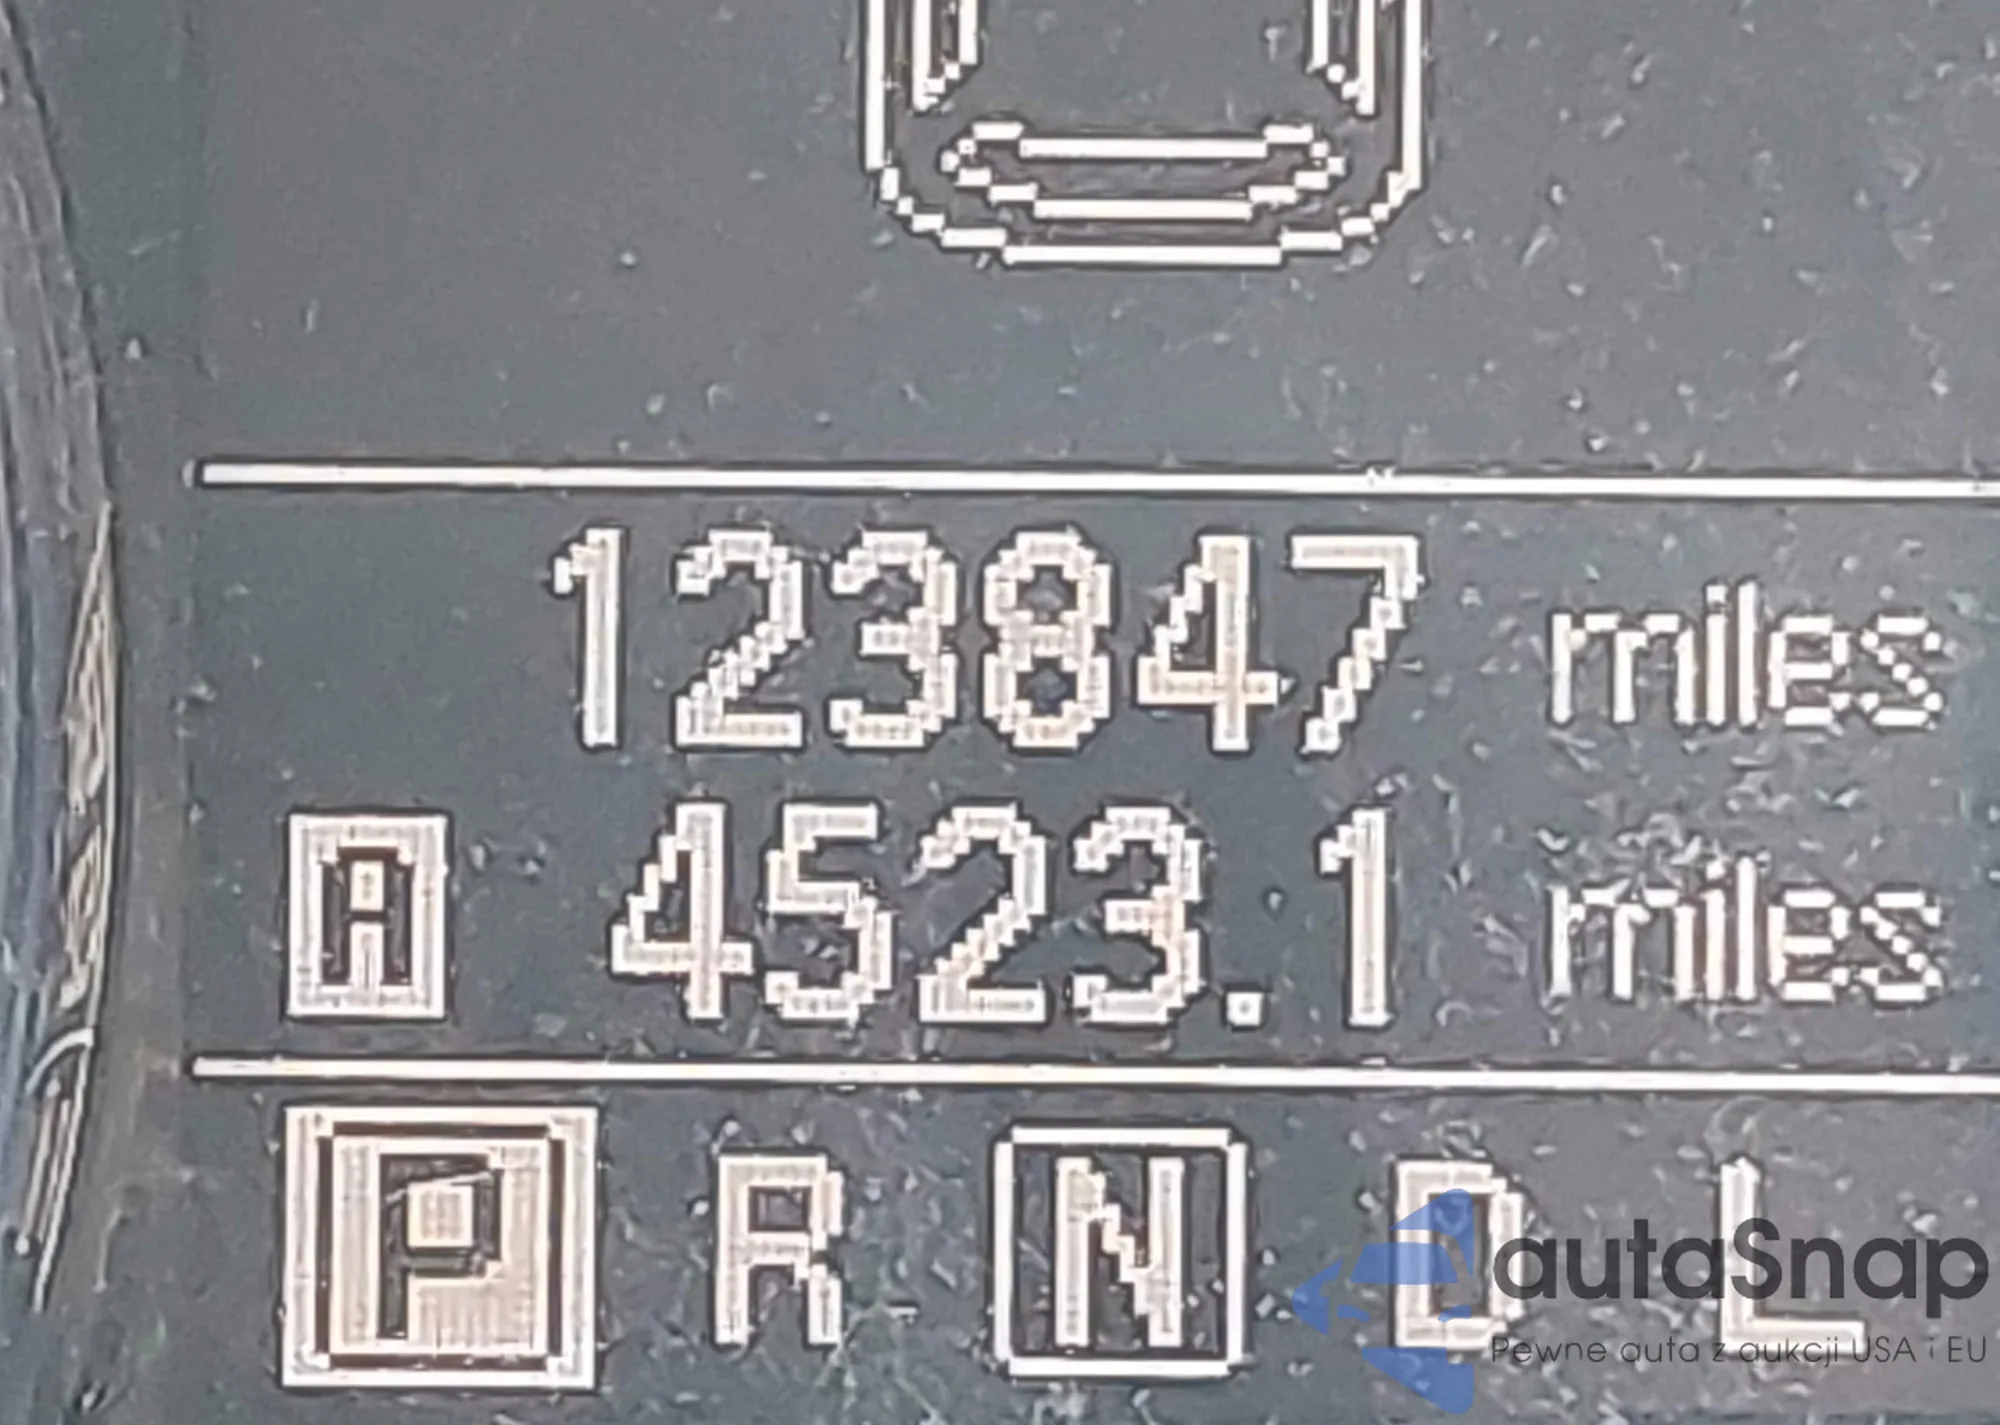 123847 miles
A 4523.1 miles
P R N D L
autaSnap
Pewne auta z aukcji USA i EU